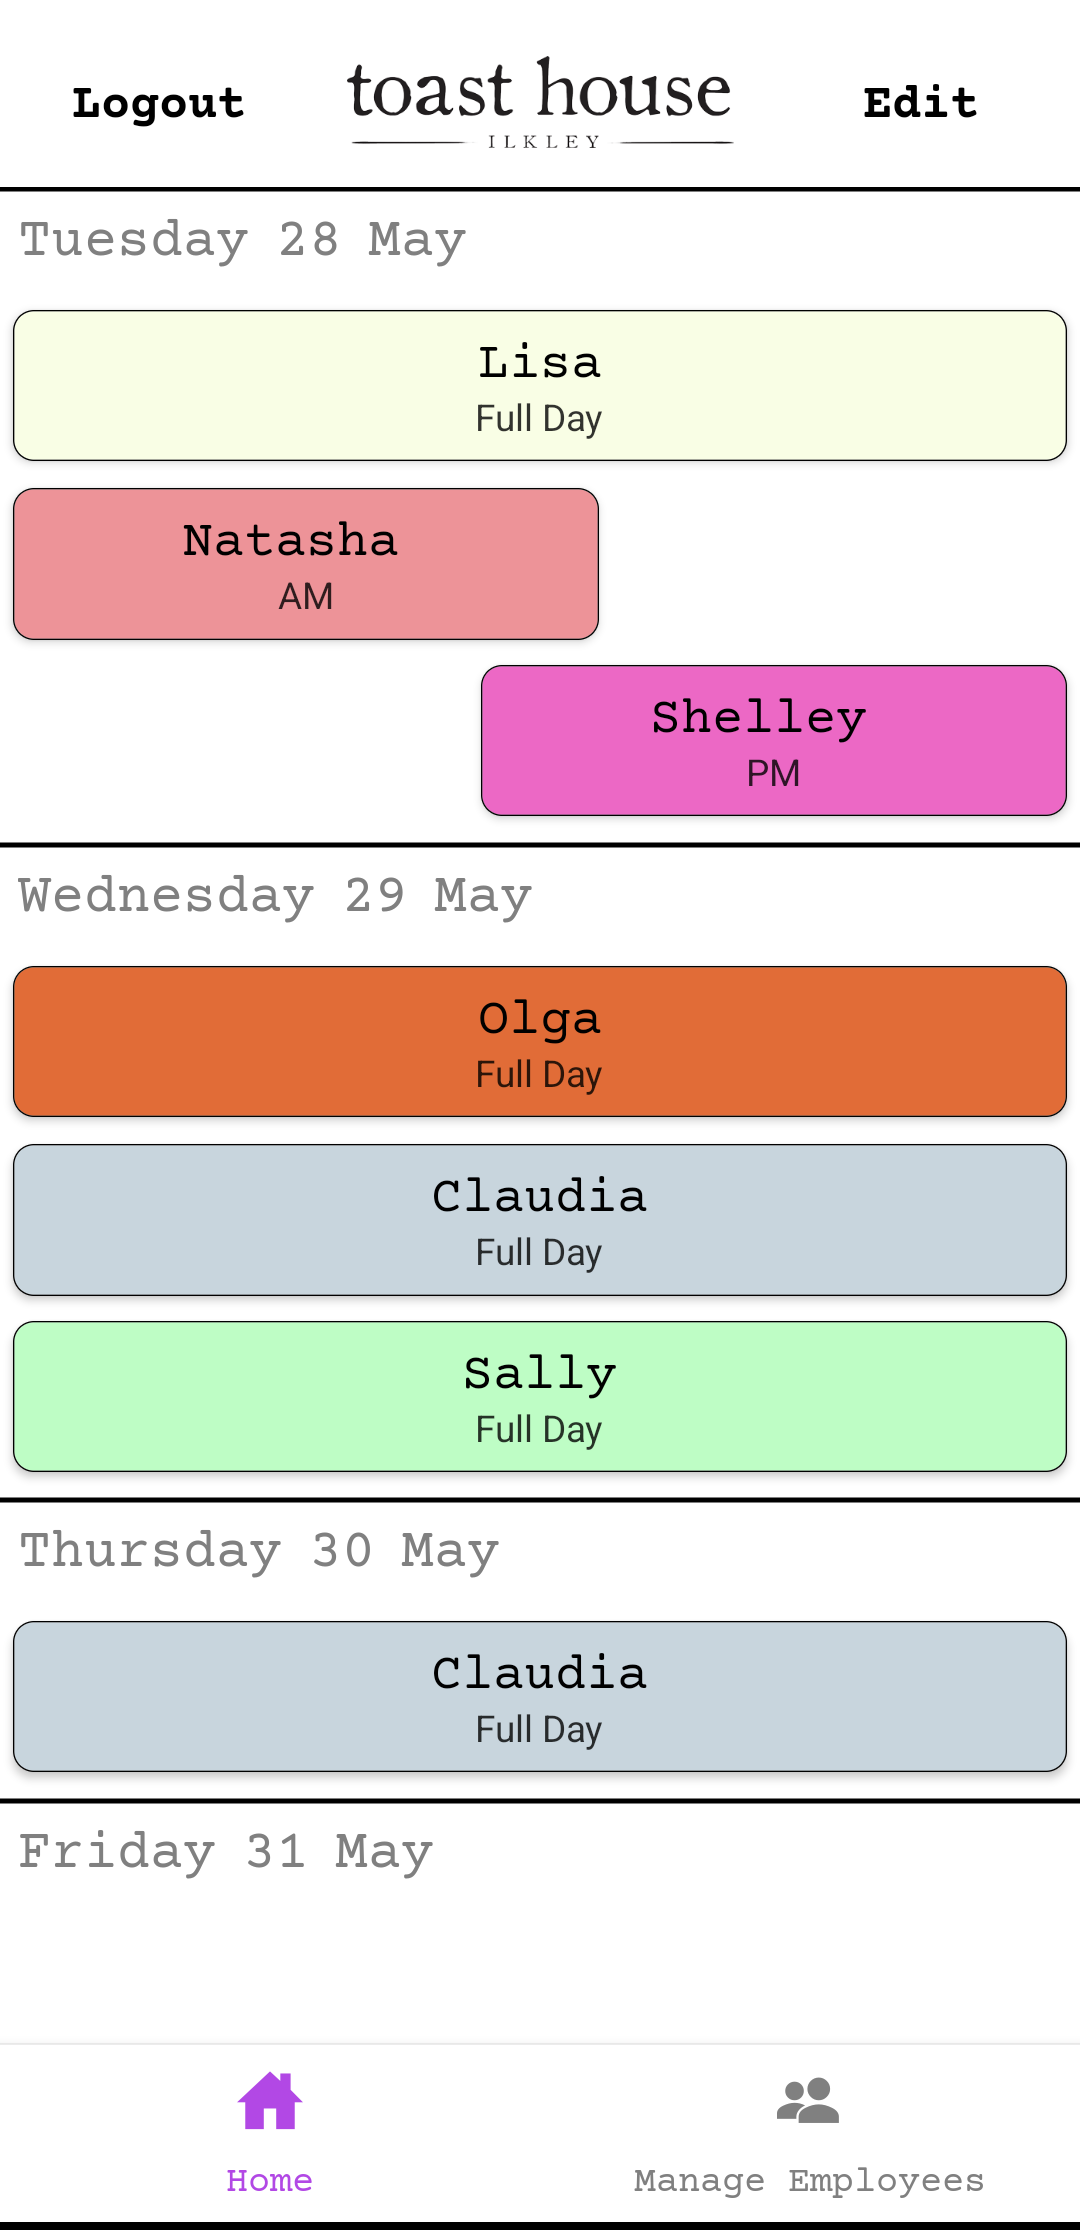 Logout
toast house
ILKLEY
Edit
Tuesday 28 May
Lisa
Full Day
Natasha
AM
Shelley
PM
Wednesday 29 May
Olga
Full Day
Claudia
Full Day
Sally
Full Day
Thursday 30 May
Claudia
Full Day
Friday 31 May
Home
Manage Employees